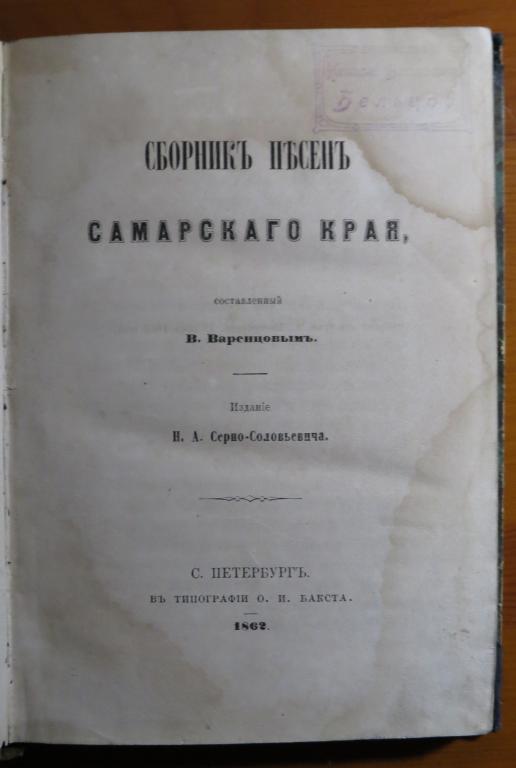 СБОРНИКЪ ПѢСЕНЪ
САМАРСКАГО КРАЯ,
составленный
В. Варенцовымъ.
Изданіе
Н. А. Серно-Соловьевича.
С. ПЕТЕРБУРГЪ.
ВЪ ТИПОГРАФІИ О. И. БАКСТА.
1862.